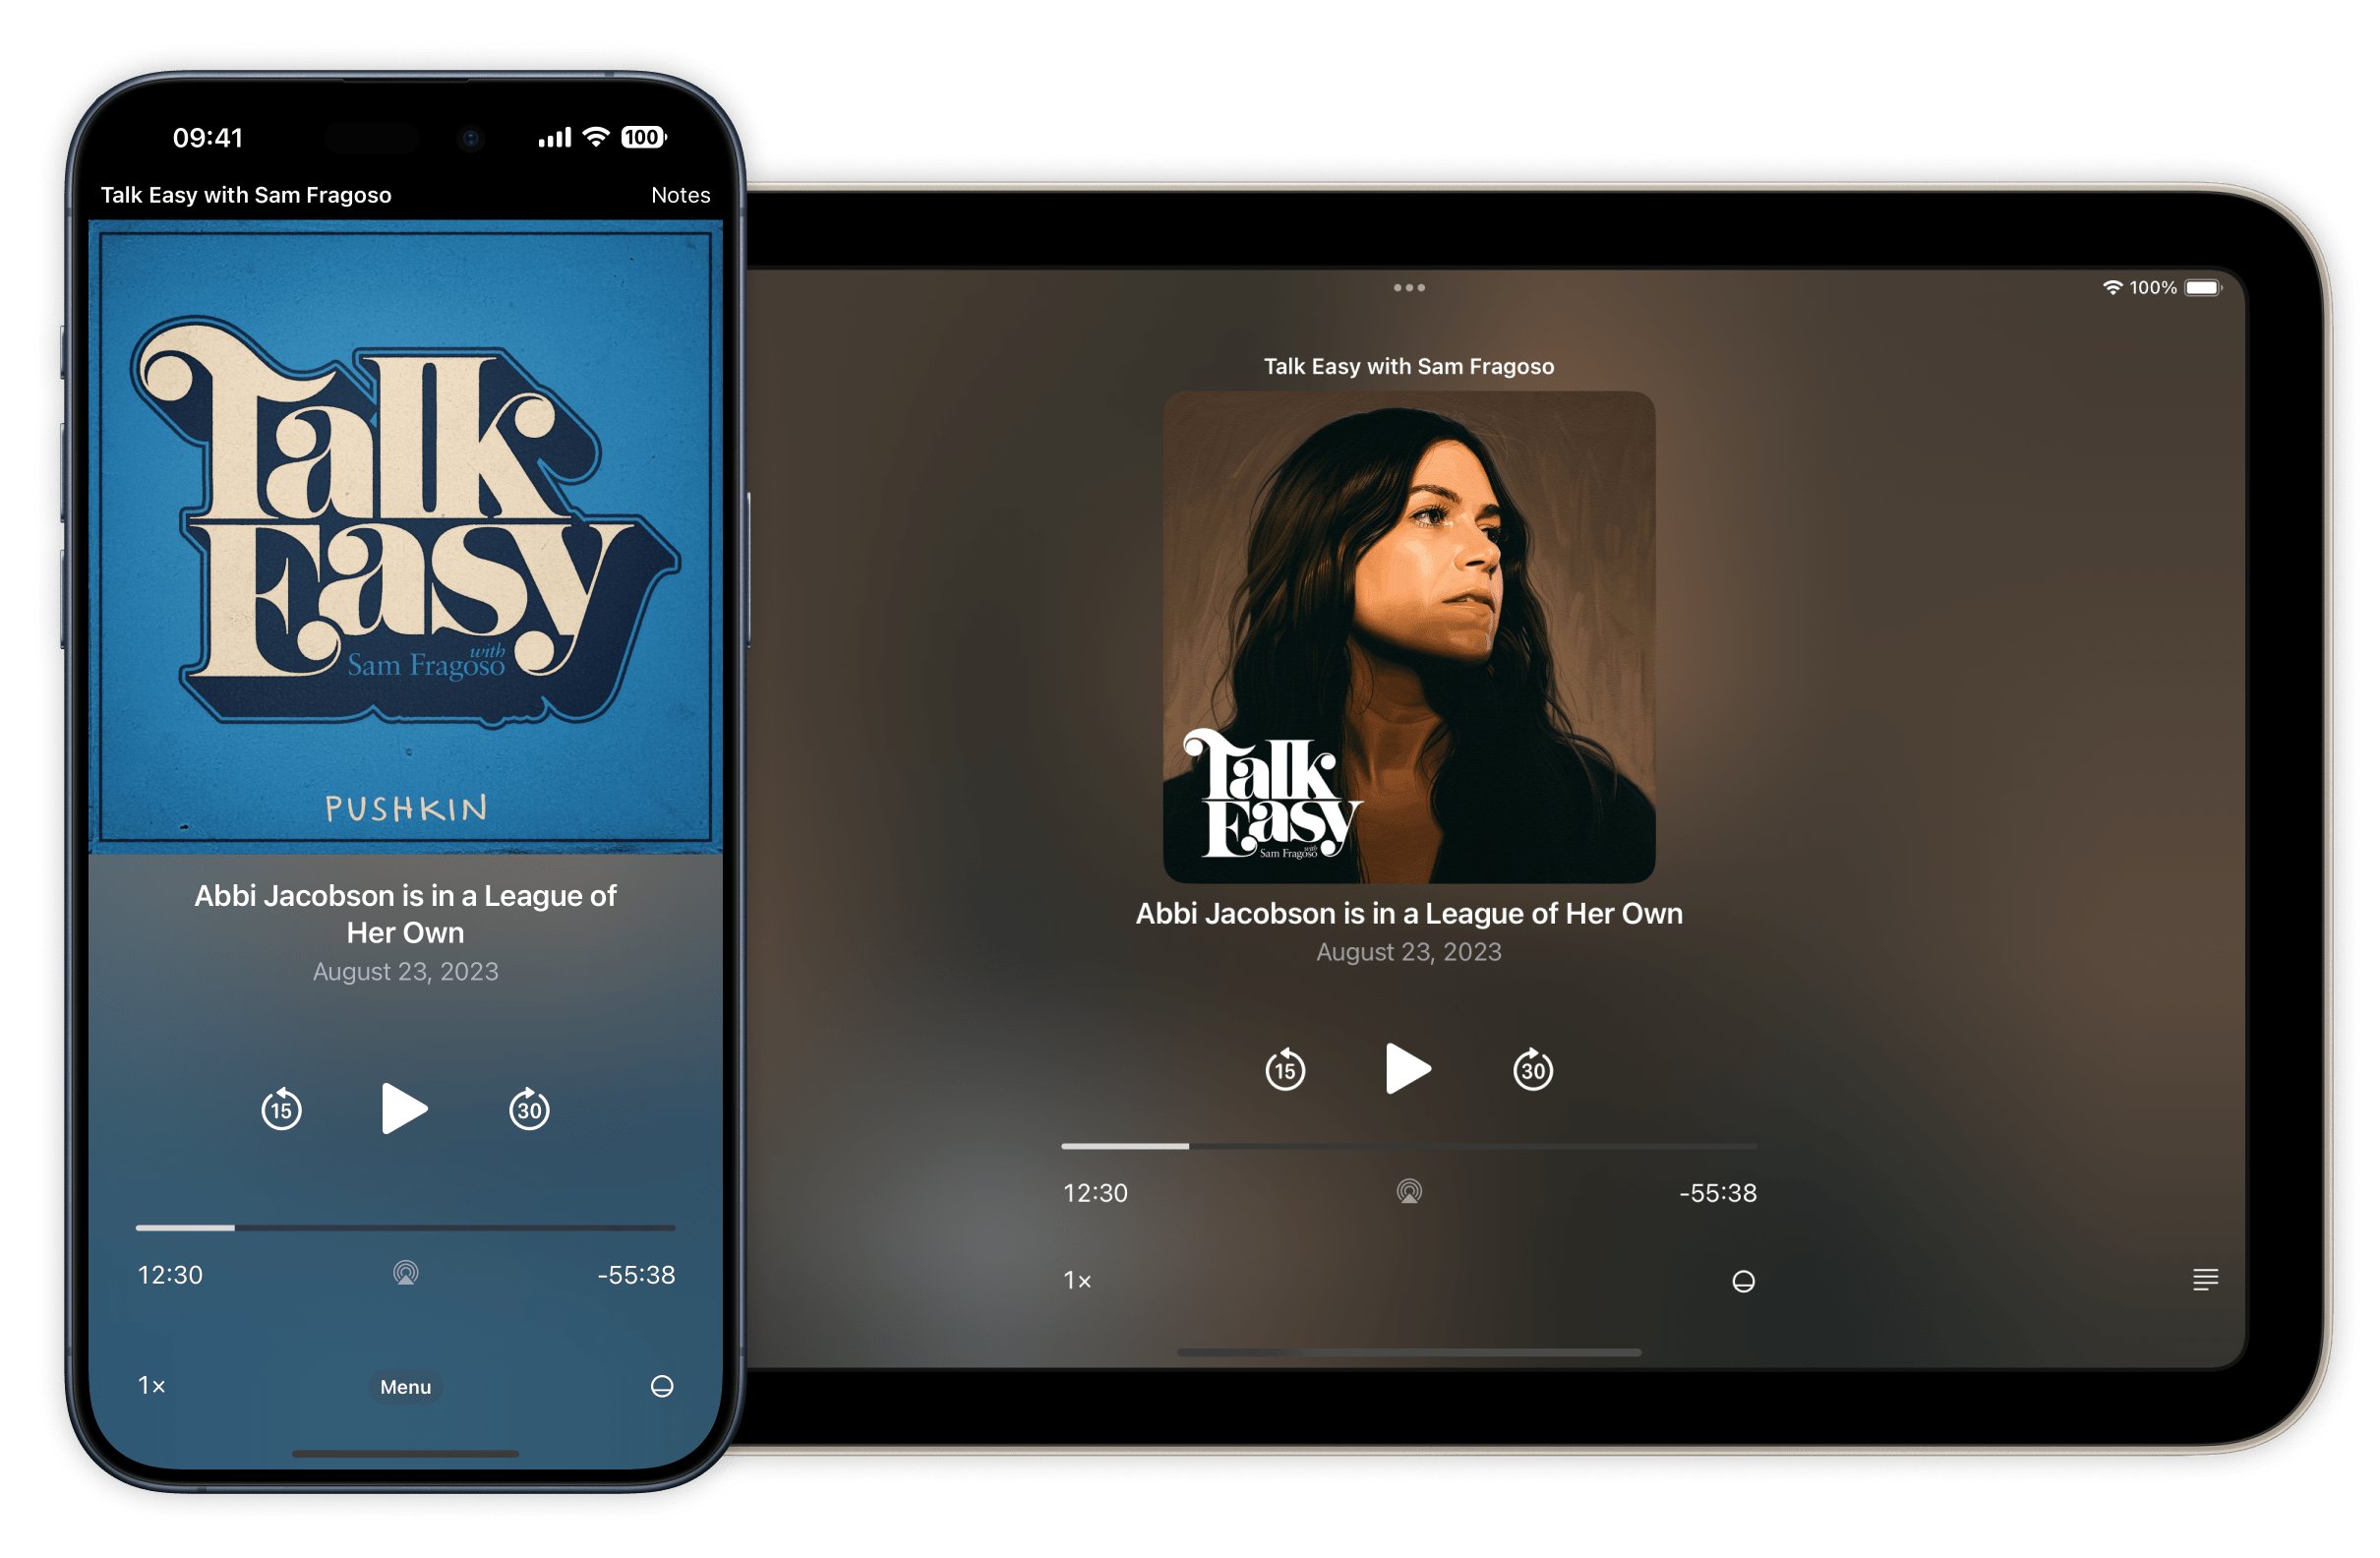 09:41
100
Talk Easy with Sam Fragoso
Notes
Talk
Easy
with
Sam Fragoso
PUSHKIN
Abbi Jacobson is in a League of
Her Own
August 23, 2023
15
30
12:30
-55:38
1×
Menu
100%
Talk Easy with Sam Fragoso
Talk
Easy
with
Sam Fragoso
Abbi Jacobson is in a League of Her Own
August 23, 2023
15
30
12:30
-55:38
1×